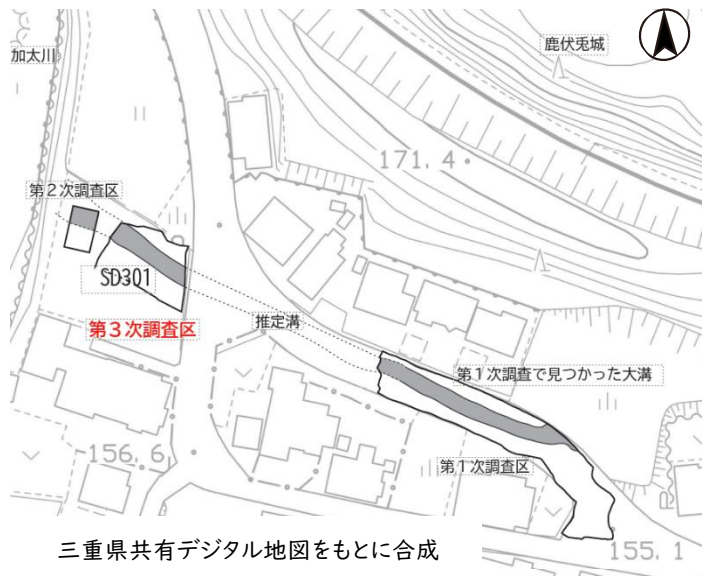 加太川
鹿伏兎城
171.4
第2次調査区
SD301
第3次調査区
推定溝
第1次調査で見つかった大溝
156.6
第1次調査区
155.1
三重県共有デジタル地図をもとに合成